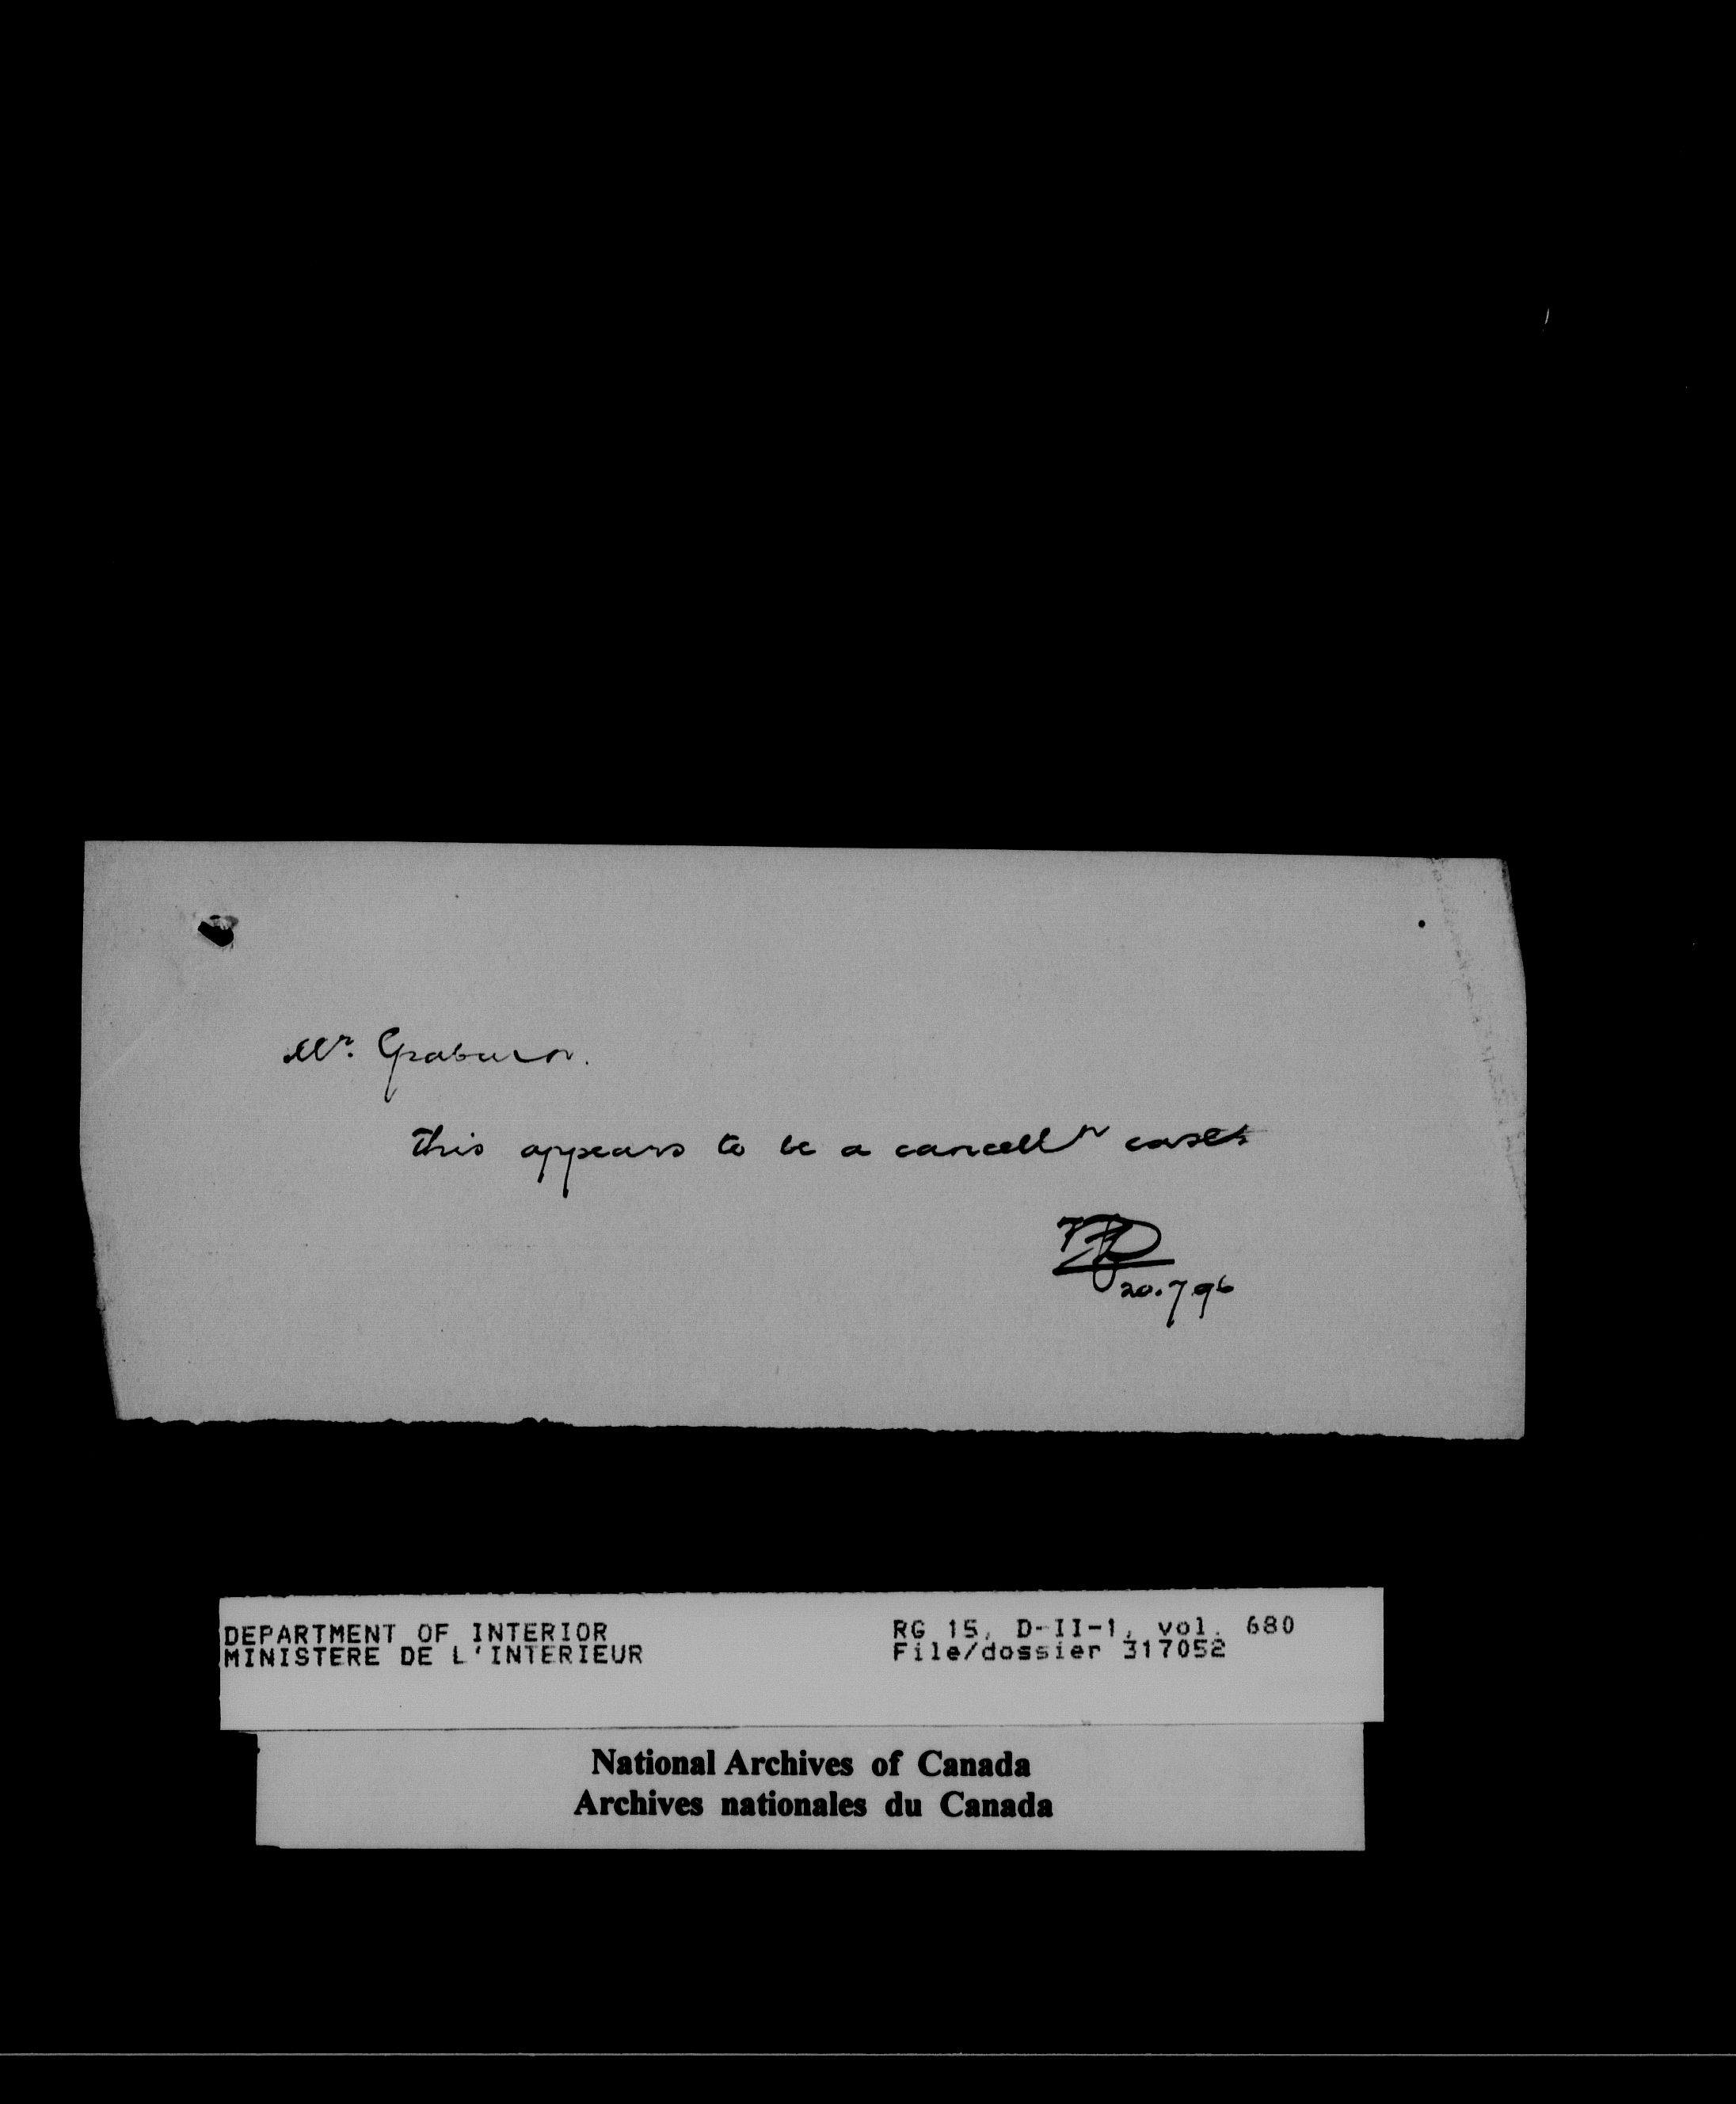 Mr. Graburn.
this appears to be a cancelln case
20.7.96
DEPARTMENT OF INTERIOR RG 15, D-II-1, vol. 680
MINISTERE DE L'INTERIEUR File/dossier 317052
National Archives of Canada
Archives nationales du Canada